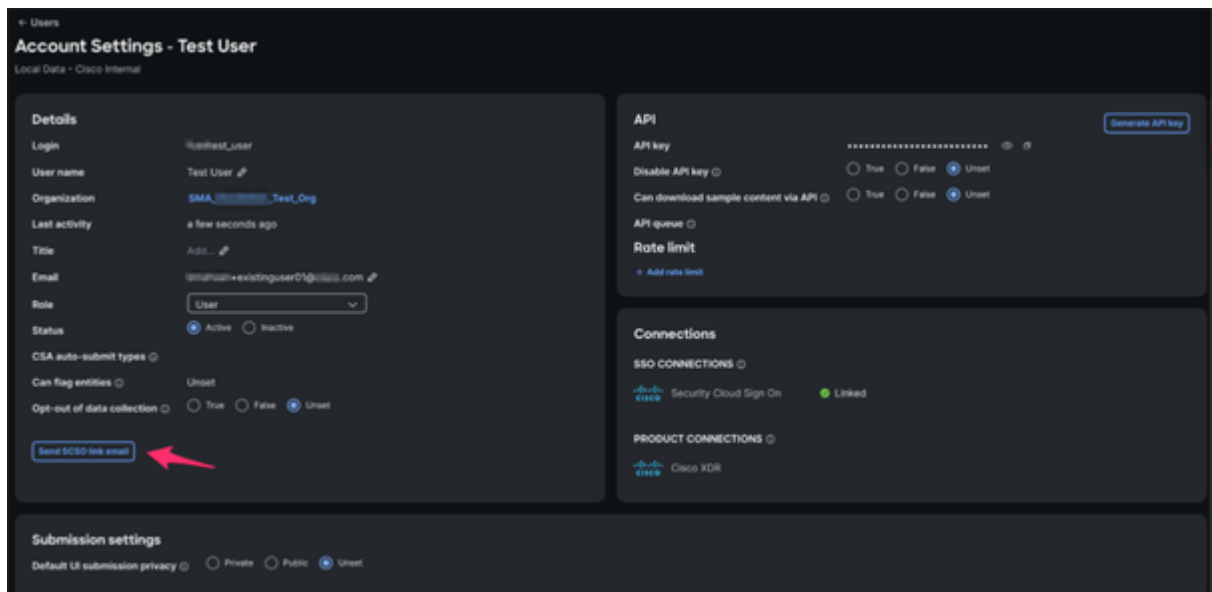 ← Users
Account Settings - Test User
Local Data - Cisco Internal
Details
Login test_user
User name Test User
Organization SMA_ _Test_Org
Last activity a few seconds ago
Title Add...
Email +existinguser01@ .com
Role User
Status Active Inactive
CSA auto-submit types
Can flag entities Unset
Opt-out of data collection True False Unset
Send SCSO link email
API
Generate API key
API key
Disable API key True False Unset
Can download sample content via API True False Unset
API queue
Rate limit
+ Add rate limit
Connections
SSO CONNECTIONS
CISCO Security Cloud Sign On Linked
PRODUCT CONNECTIONS
CISCO Cisco XDR
Submission settings
Default UI submission privacy Private Public Unset